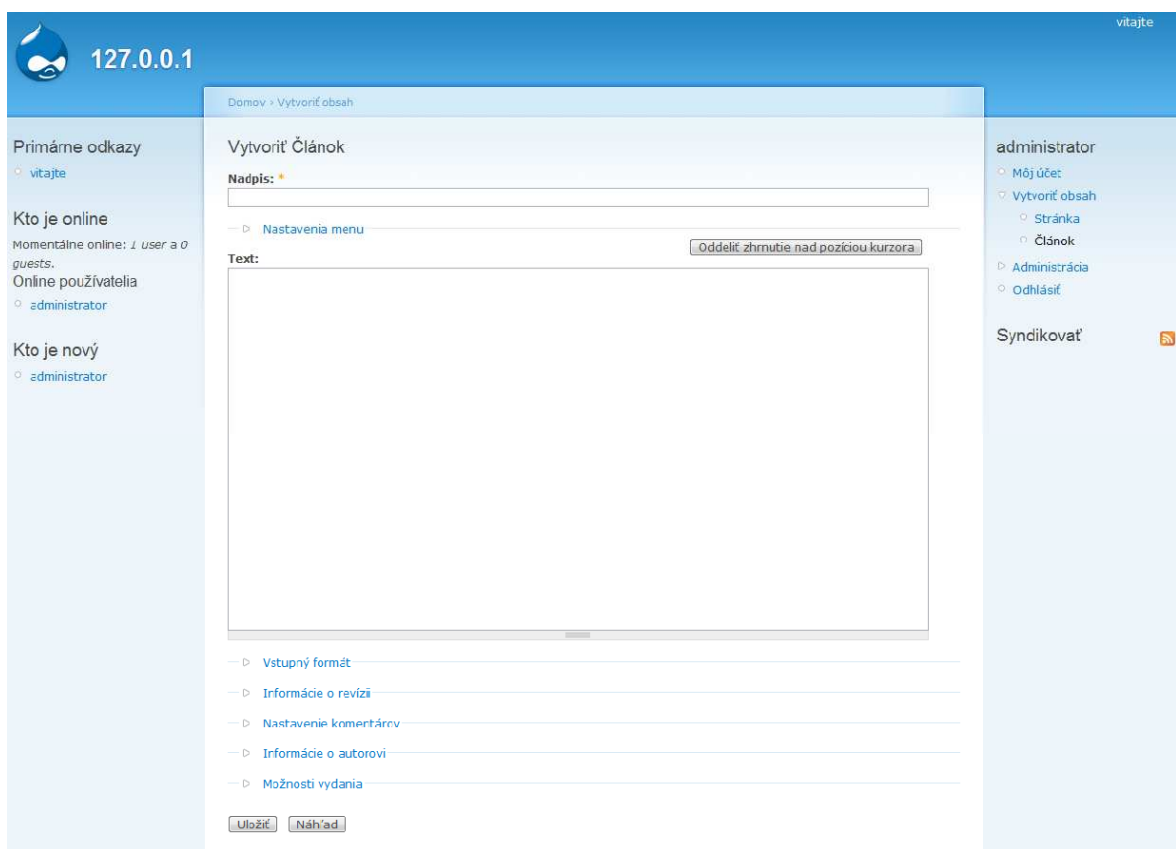 vitajte
127.0.0.1
Domov › Vytvoriť obsah
Primárne odkazy
vitajte
Kto je online
Momentálne online: 1 user a 0
guests.
Online používatelia
administrator
Kto je nový
administrator
Vytvoriť Článok
Nadpis: *
Nastavenia menu
Oddeliť zhrnutie nad pozíciou kurzora
Text:
Vstupný formát
Informácie o revízii
Nastavenie komentárov
Informácie o autorovi
Možnosti vydania
Uložiť
Náhľad
administrator
Môj účet
Vytvoriť obsah
Stránka
Článok
Administrácia
Odhlásiť
Syndikovať